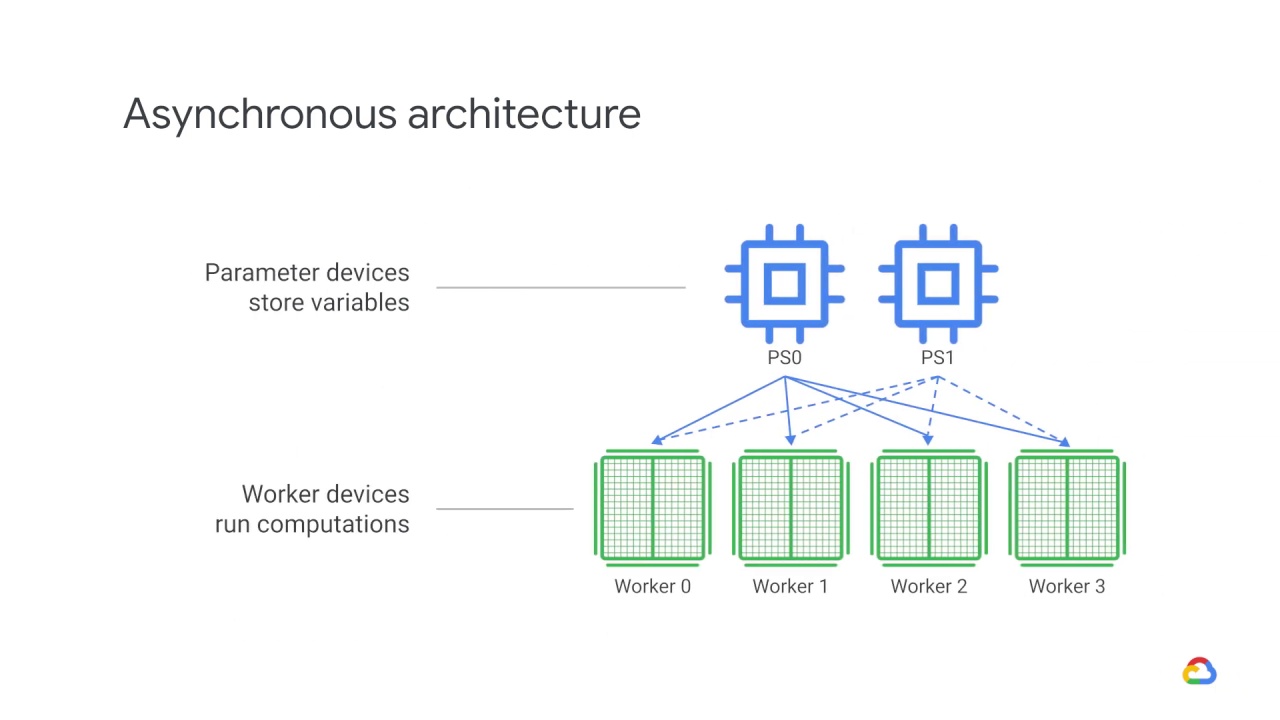 Asynchronous architecture
Parameter devices
store variables
PS0
PS1
Worker devices
run computations
Worker 0
Worker 1
Worker 2
Worker 3